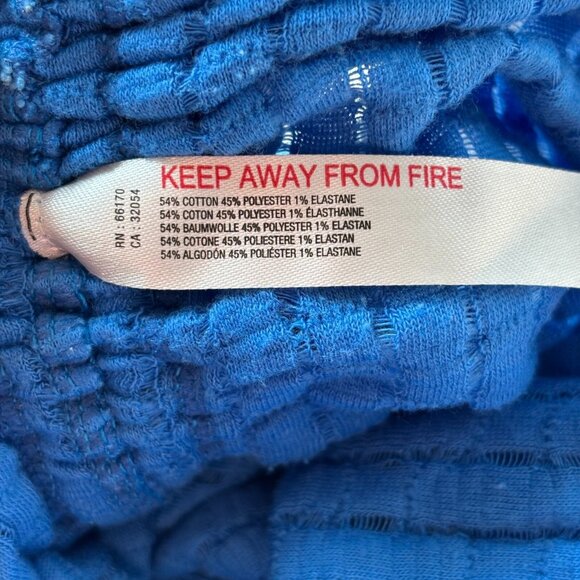 KEEP AWAY FROM FIRE
54% COTTON 45% POLYESTER 1% ELASTANE
54% COTON 45% POLYESTER 1% ÉLASTHANNE
54% BAUMWOLLE 45% POLYESTER 1% ELASTAN
54% COTONE 45% POLIESTERE 1% ELASTAN
54% ALGODÓN 45% POLIÉSTER 1% ELASTANE
RN : 66170
CA : 32054